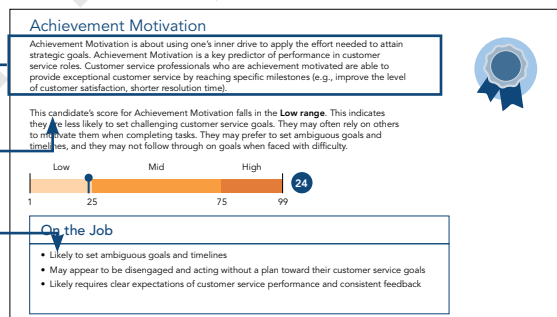 Achievement Motivation
Achievement Motivation is about using one's inner drive to apply the effort needed to attain
strategic goals. Achievement Motivation is a key predictor of performance in customer
service roles. Customer service professionals who are achievement motivated are able to
provide exceptional customer service by reaching specific milestones (e.g., improve the level
of customer satisfaction, shorter resolution time).
This candidate's score for Achievement Motivation falls in the Low range. This indicates
they are less likely to set challenging customer service goals. They may often rely on others
to motivate them when completing tasks. They may prefer to set ambiguous goals and
timelines, and they may not follow through on goals when faced with difficulty.
Low Mid High
24
1 25 75 99
On the Job
• Likely to set ambiguous goals and timelines
• May appear to be disengaged and acting without a plan toward their customer service goals
• Likely requires clear expectations of customer service performance and consistent feedback